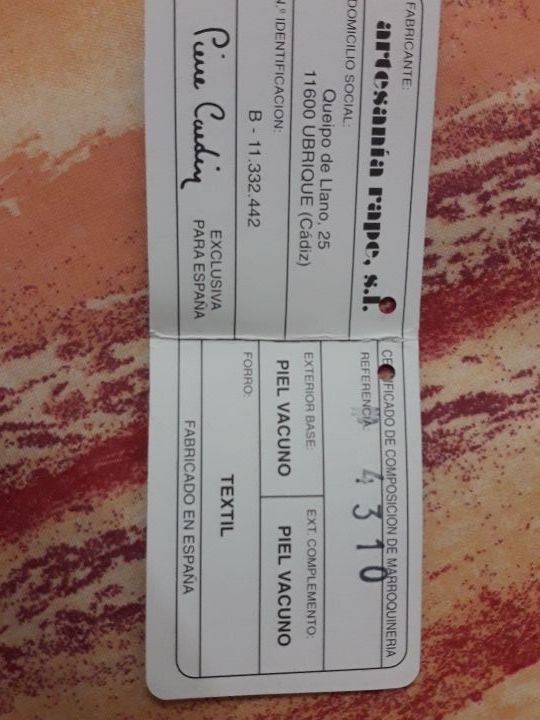 FABRICANTE:
artesanía rape, s.l.
DOMICILIO SOCIAL:
Queipo de Llano, 25
11600 UBRIQUE (Cádiz)
N.º IDENTIFICACION:
B - 11.332.442
Pierre Cardin
EXCLUSIVA
PARA ESPAÑA
CERTIFICADO DE COMPOSICION DE MARROQUINERIA
REFERENCIA:
4310
EXTERIOR BASE:
PIEL VACUNO
EXT. COMPLEMENTO:
PIEL VACUNO
FORRO:
TEXTIL
FABRICADO EN ESPAÑA